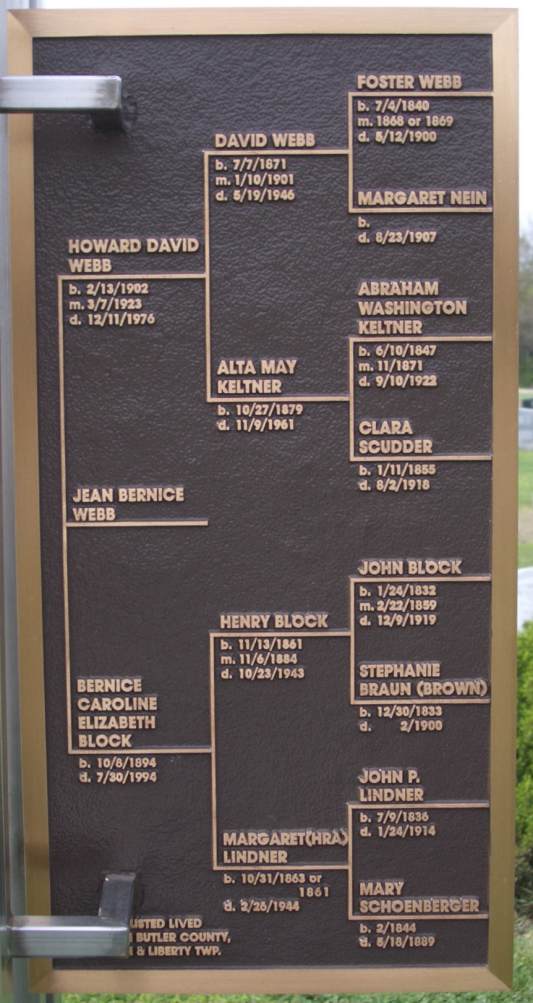 FOSTER WEBB
b. 7/4/1840
m. 1868 or 1869
d. 5/12/1900
DAVID WEBB
b. 7/7/1871
m. 1/10/1901
d. 5/19/1946
MARGARET NEIN
b.
d. 8/23/1907
HOWARD DAVID
WEBB
b. 2/13/1902
m. 3/7/1923
d. 12/11/1976
ABRAHAM
WASHINGTON
KELTNER
b. 6/10/1847
m. 11/1871
d. 9/10/1922
ALTA MAY
KELTNER
b. 10/27/1879
d. 11/9/1961
CLARA
SCUDDER
b. 1/11/1855
d. 8/2/1918
JEAN BERNICE
WEBB
JOHN BLOCK
b. 1/24/1832
m. 2/22/1859
d. 12/9/1919
HENRY BLOCK
b. 11/13/1861
m. 11/6/1884
d. 10/23/1943
STEPHANIE
BRAUN (BROWN)
b. 12/30/1833
d. 2/1900
BERNICE
CAROLINE
ELIZABETH
BLOCK
b. 10/8/1894
d. 7/30/1994
JOHN P.
LINDNER
b. 7/9/1836
d. 1/24/1914
MARGARET(HRA)
LINDNER
b. 10/31/1863 or
1861
d. 2/26/1944
MARY
SCHOENBERGER
b. 2/1844
d. 5/18/1889
LISTED LIVED
BUTLER COUNTY,
& LIBERTY TWP.